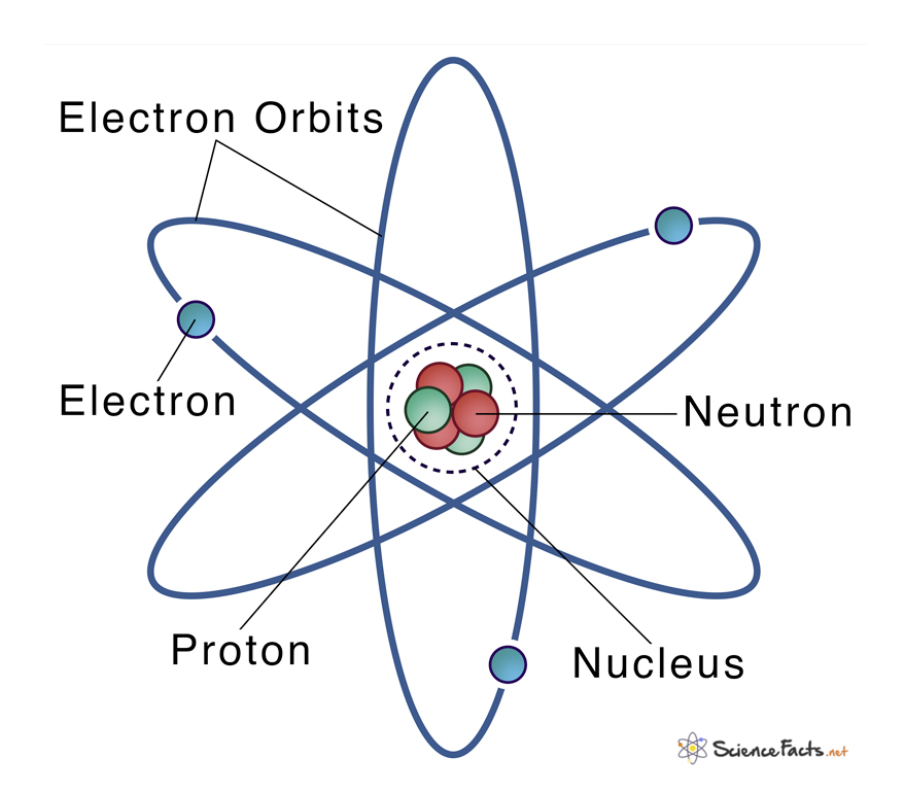 Electron Orbits
Electron
Neutron
Proton
Nucleus
ScienceFacts.net